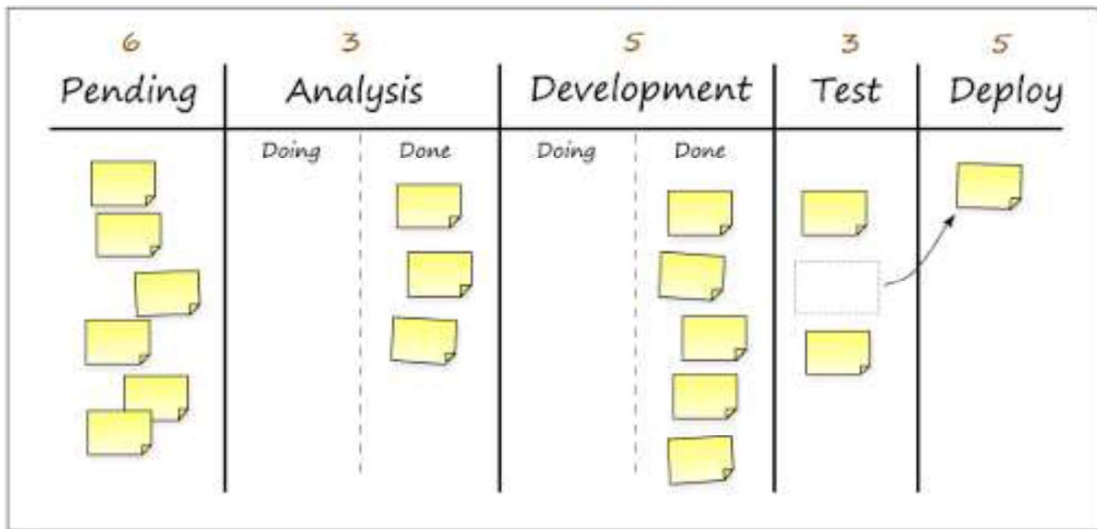 6 3 5 3 5
Pending Analysis Development Test Deploy
Doing Done Doing Done